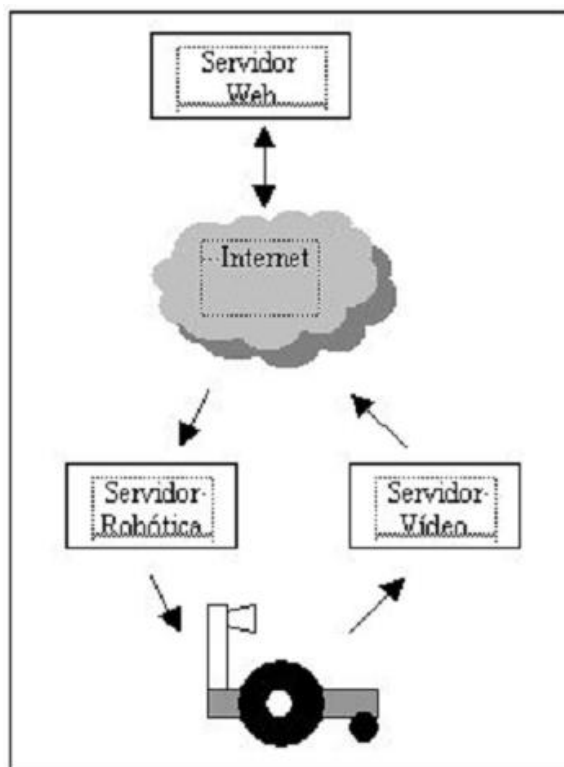 Servidor
Web
Internet
Servidor
Robótica
Servidor
Vídeo